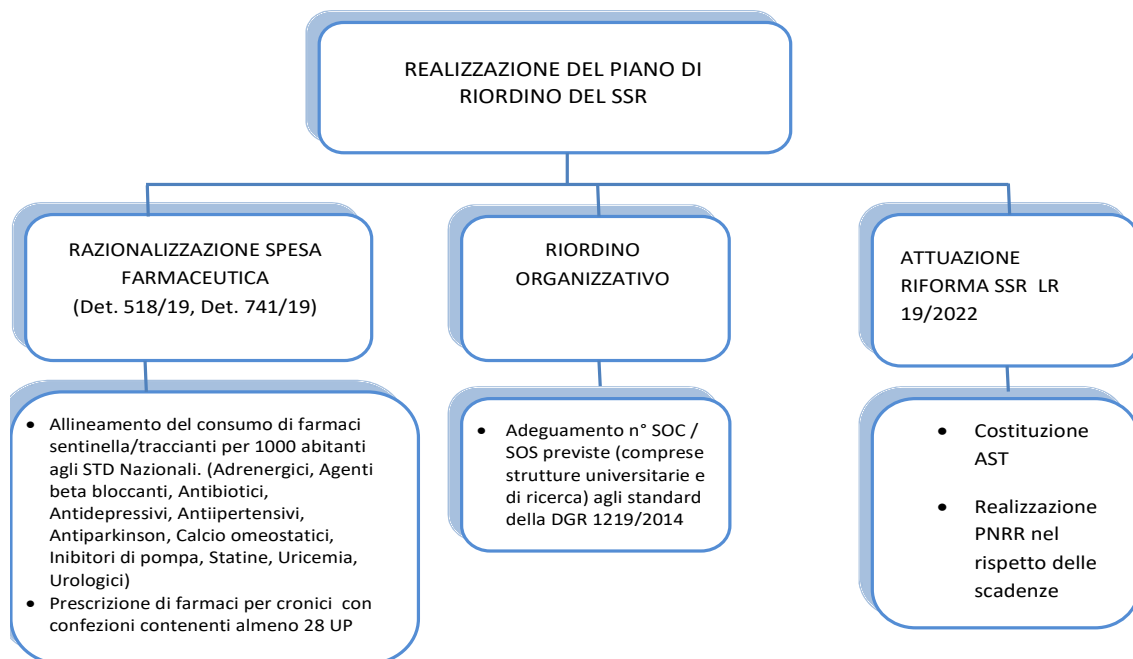 REALIZZAZIONE DEL PIANO DI
RIORDINO DEL SSR
RAZIONALIZZAZIONE SPESA
FARMACEUTICA
(Det. 518/19, Det. 741/19)
RIORDINO
ORGANIZZATIVO
ATTUAZIONE
RIFORMA SSR LR
19/2022
• Allineamento del consumo di farmaci
sentinella/traccianti per 1000 abitanti
agli STD Nazionali. (Adrenergici, Agenti
beta bloccanti, Antibiotici,
Antidepressivi, Antiipertensivi,
Antiparkinson, Calcio omeostatici,
Inibitori di pompa, Statine, Uricemia,
Urologici)
• Prescrizione di farmaci per cronici con
confezioni contenenti almeno 28 UP
• Adeguamento n° SOC /
SOS previste (comprese
strutture universitarie e
di ricerca) agli standard
della DGR 1219/2014
• Costituzione
AST
• Realizzazione
PNRR nel
rispetto delle
scadenze